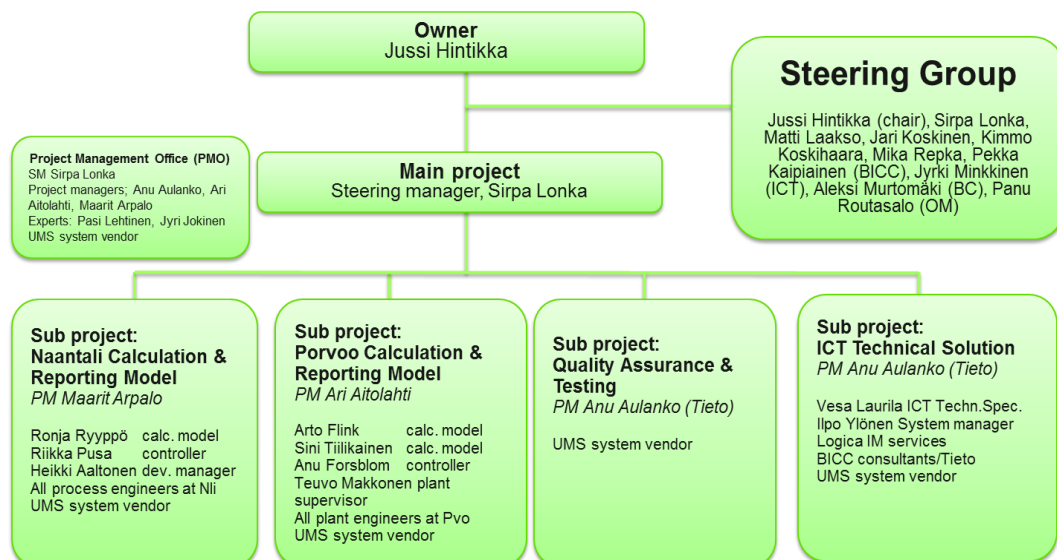 Owner
Jussi Hintikka
Steering Group
Jussi Hintikka (chair), Sirpa Lonka,
Matti Laakso, Jari Koskinen, Kimmo
Koskihaara, Mika Repka, Pekka
Kaipiainen (BICC), Jyrki Minkkinen
(ICT), Aleksi Murtomäki (BC), Panu
Routasalo (OM)
Project Management Office (PMO)
SM Sirpa Lonka
Project managers; Anu Aulanko, Ari
Aitolahti, Maarit Arpalo
Experts: Pasi Lehtinen, Jyri Jokinen
UMS system vendor
Main project
Steering manager, Sirpa Lonka
Sub project:
Naantali Calculation &
Reporting Model
PM Maarit Arpalo
Ronja Ryyppö calc. model
Riikka Pusa controller
Heikki Aaltonen dev. manager
All process engineers at Nli
UMS system vendor
Sub project:
Porvoo Calculation &
Reporting Model
PM Ari Aitolahti
Arto Flink calc. model
Sini Tiilikainen calc. model
Anu Forsblom controller
Teuvo Makkonen plant
supervisor
All plant engineers at Pvo
UMS system vendor
Sub project:
Quality Assurance &
Testing
PM Anu Aulanko (Tieto)
UMS system vendor
Sub project:
ICT Technical Solution
PM Anu Aulanko (Tieto)
Vesa Laurila ICT Techn.Spec.
Ilpo Ylönen System manager
Logica IM services
BICC consultants/Tieto
UMS system vendor